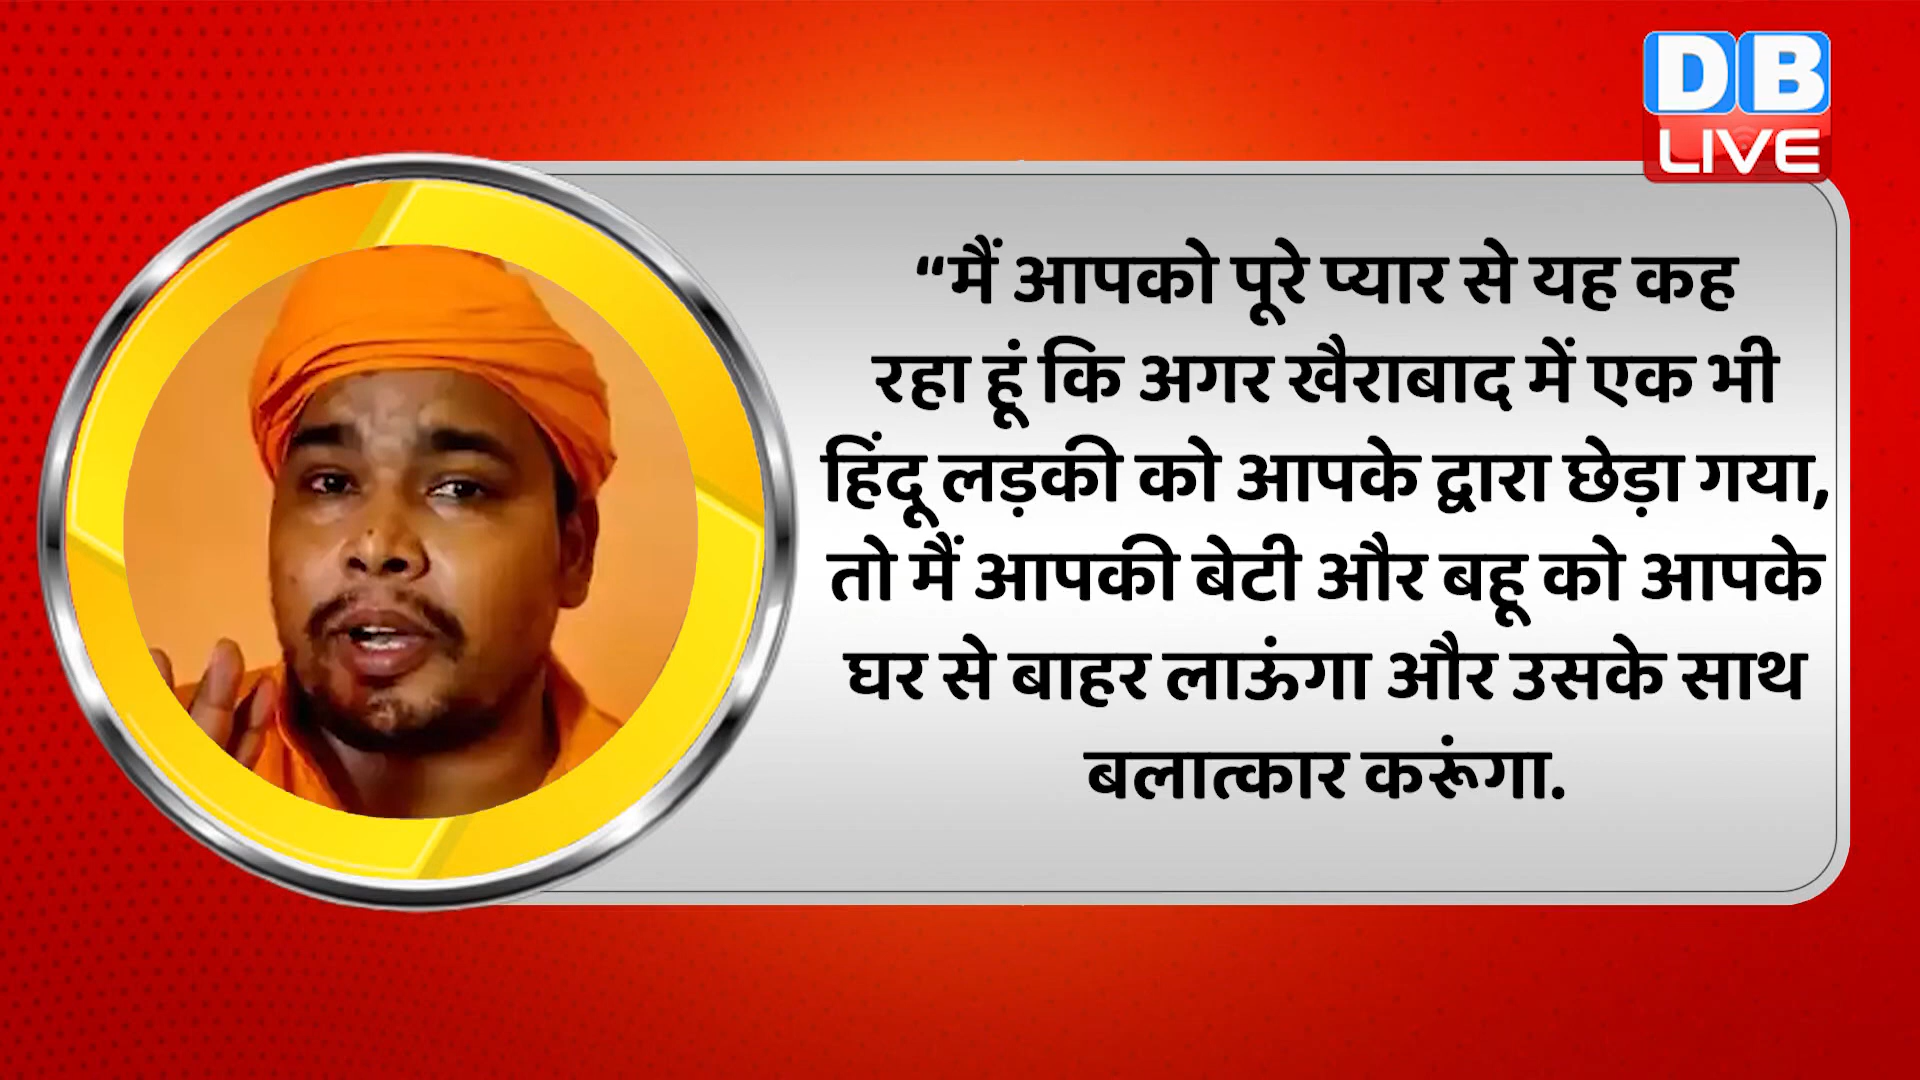 DB
LIVE
“मैं आपको पूरे प्यार से यह कह
रहा हूं कि अगर खैराबाद में एक भी
हिंदू लड़की को आपके द्वारा छेड़ा गया,
तो मैं आपकी बेटी और बहू को आपके
घर से बाहर लाऊंगा और उसके साथ
बलात्कार करूंगा.